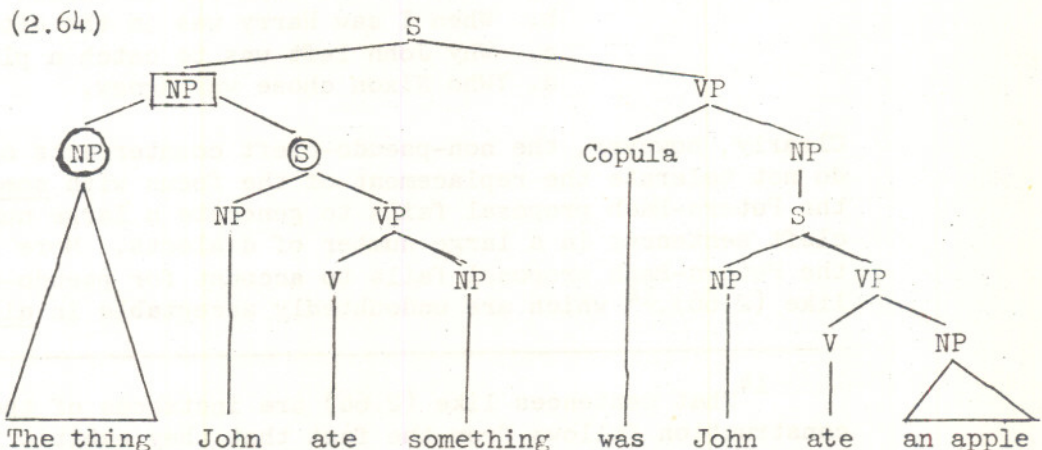 (2.64)
S
NP VP
NP S Copula NP
NP VP S
V NP NP VP
V NP
The thing John ate something was John ate an apple